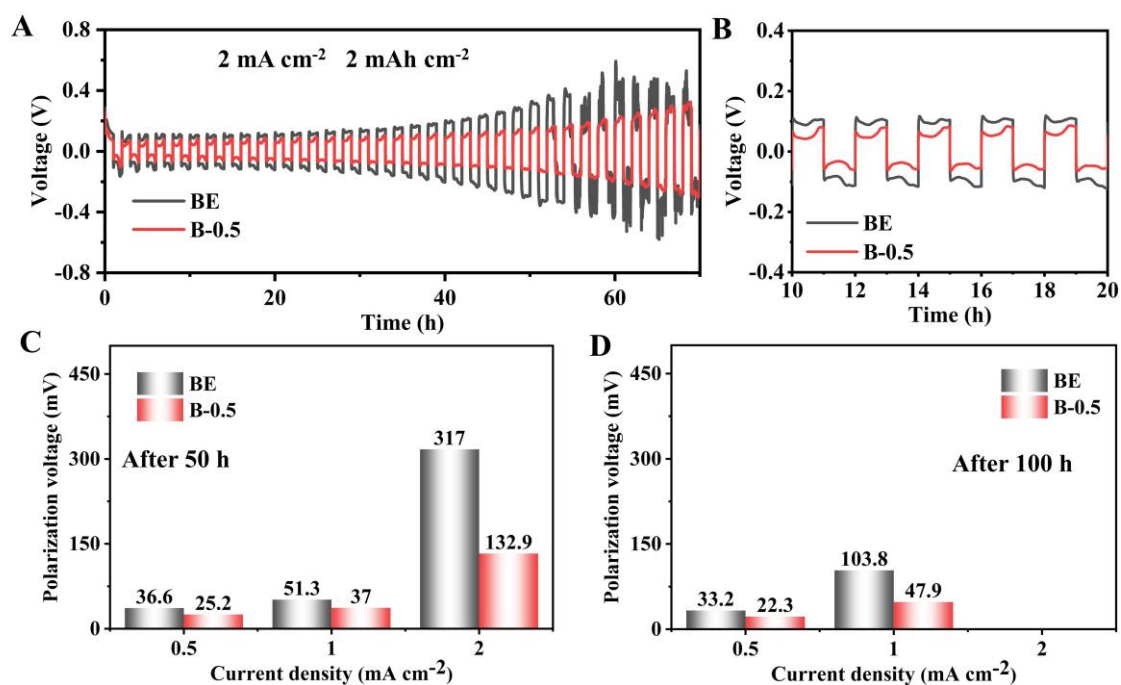 A
2 mA cm⁻² 2 mAh cm⁻²
Voltage (V)
0.8
0.4
0.0
-0.4
-0.8
BE
B-0.5
0 20 40 60
Time (h)
B
Voltage (V)
0.4
0.2
0.0
-0.2
-0.4
BE
B-0.5
10 12 14 16 18 20
Time (h)
C
Polarization voltage (mV)
450
300
150
0
BE
B-0.5
After 50 h
36.6 25.2 51.3 37 317 132.9
0.5 1 2
Current density (mA cm⁻²)
D
Polarization voltage (mV)
450
300
150
0
BE
B-0.5
After 100 h
33.2 22.3 103.8 47.9
0.5 1 2
Current density (mA cm⁻²)